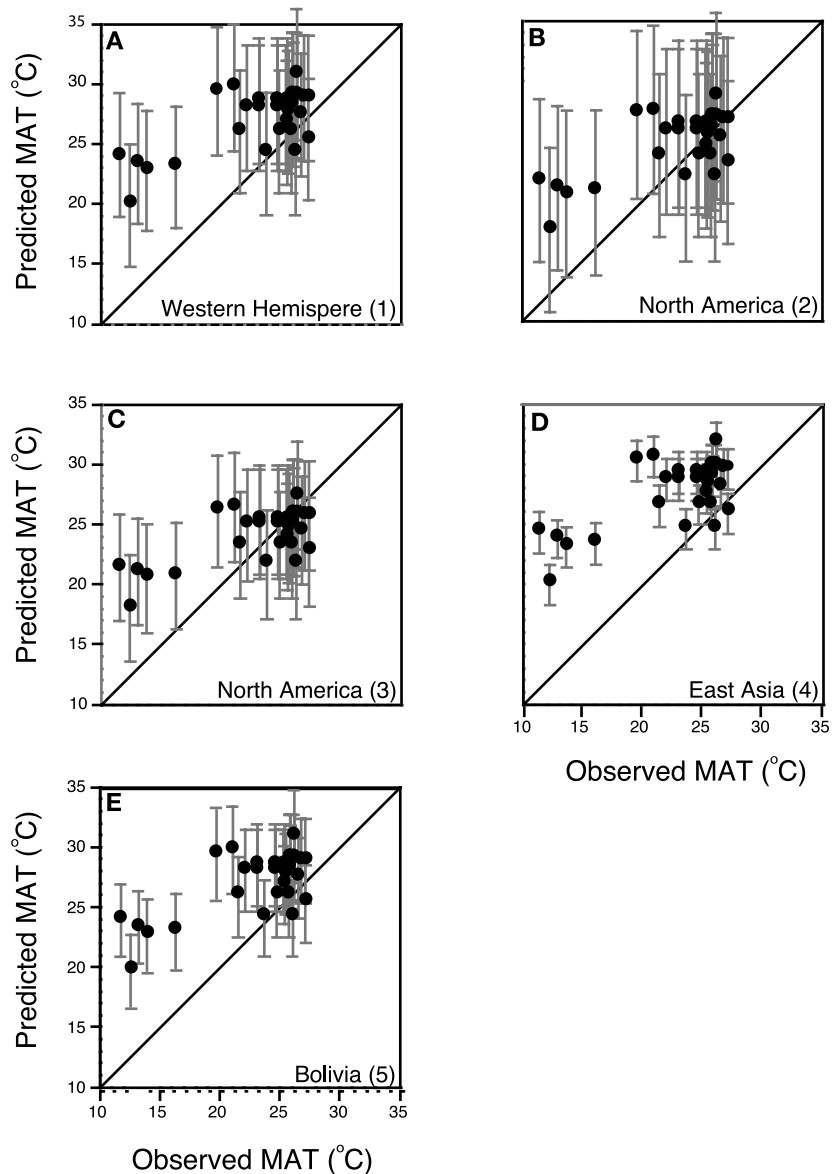 A
35
30
25
20
15
10
Predicted MAT (°C)
Western Hemispere (1)
B
North America (2)
C
35
30
25
20
15
10
Predicted MAT (°C)
North America (3)
D
East Asia (4)
10 15 20 25 30 35
Observed MAT (°C)
E
35
30
25
20
15
10
Predicted MAT (°C)
Bolivia (5)
10 15 20 25 30 35
Observed MAT (°C)